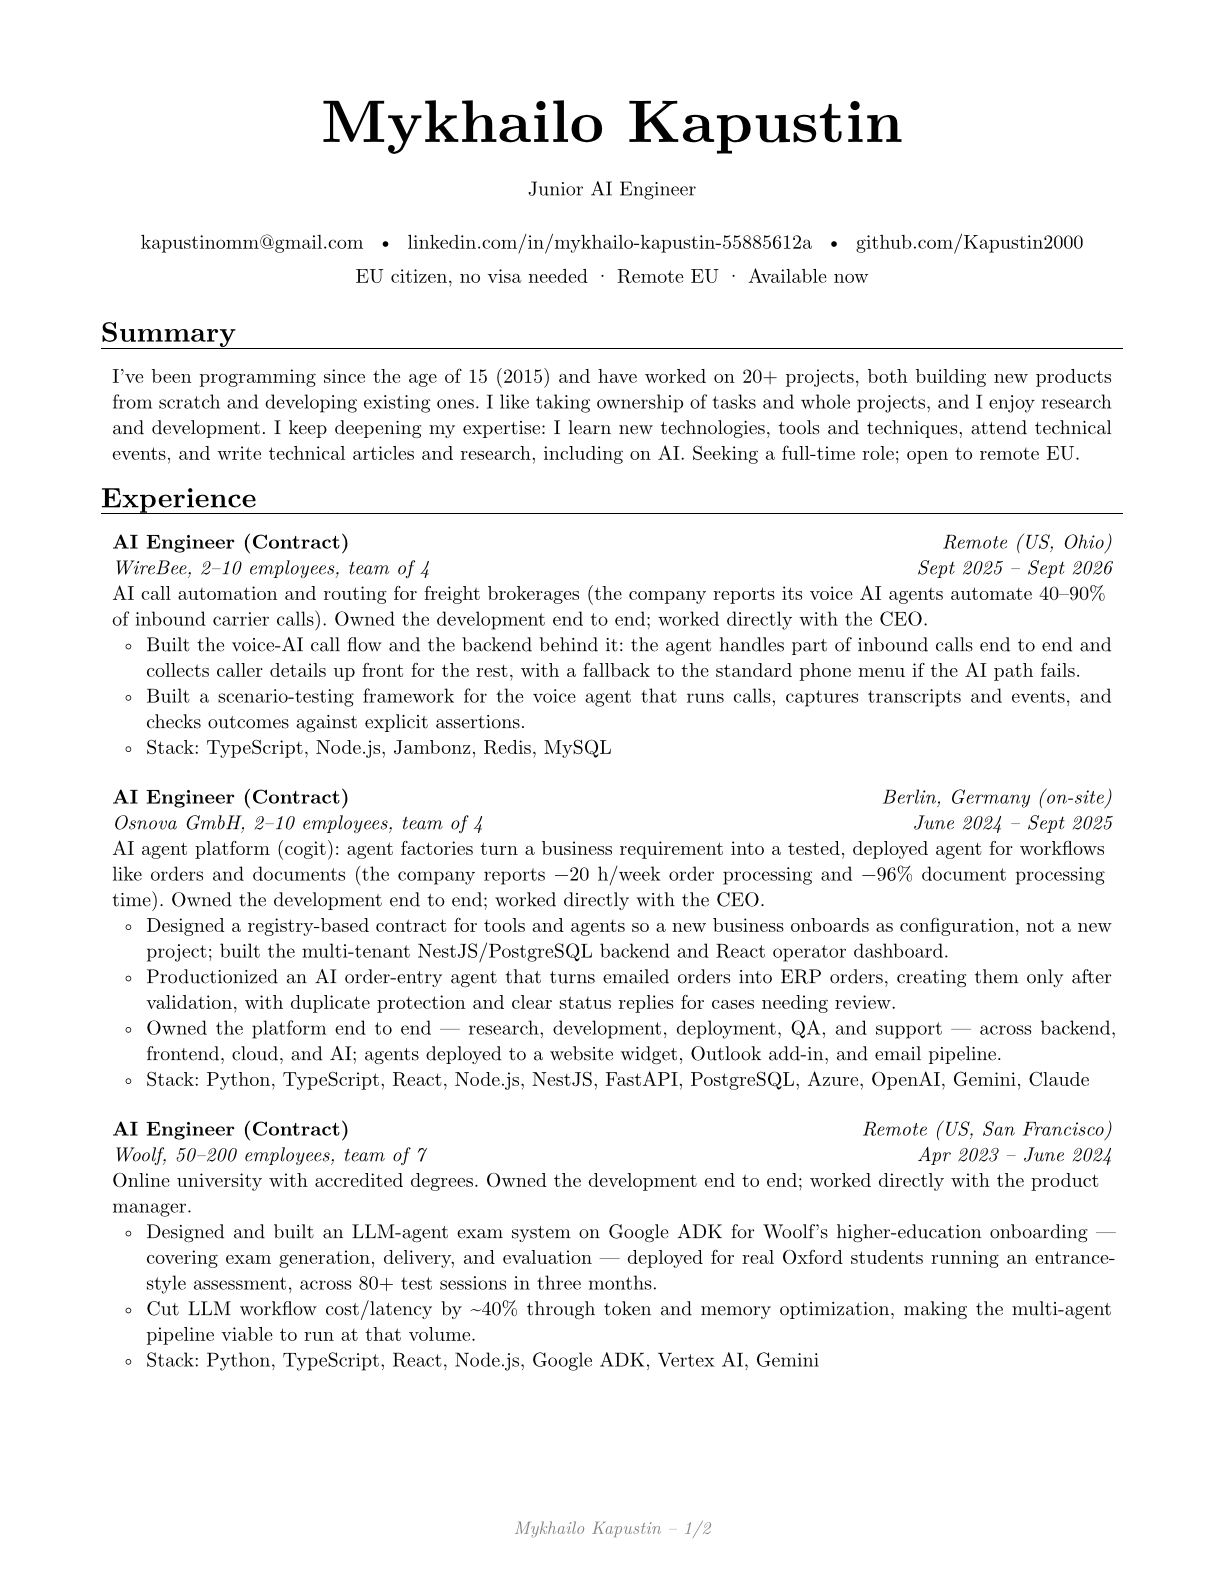 Mykhailo Kapustin
Junior AI Engineer
kapustinomm@gmail.com • linkedin.com/in/mykhailo-kapustin-55885612a • github.com/Kapustin2000
EU citizen, no visa needed · Remote EU · Available now
Summary
I've been programming since the age of 15 (2015) and have worked on 20+ projects, both building new products
from scratch and developing existing ones. I like taking ownership of tasks and whole projects, and I enjoy research
and development. I keep deepening my expertise: I learn new technologies, tools and techniques, attend technical
events, and write technical articles and research, including on AI. Seeking a full-time role; open to remote EU.
Experience
AI Engineer (Contract) Remote (US, Ohio)
WireBee, 2–10 employees, team of 4 Sept 2025 – Sept 2026
AI call automation and routing for freight brokerages (the company reports its voice AI agents automate 40–90%
of inbound carrier calls). Owned the development end to end; worked directly with the CEO.
◦ Built the voice-AI call flow and the backend behind it: the agent handles part of inbound calls end to end and
collects caller details up front for the rest, with a fallback to the standard phone menu if the AI path fails.
◦ Built a scenario-testing framework for the voice agent that runs calls, captures transcripts and events, and
checks outcomes against explicit assertions.
◦ Stack: TypeScript, Node.js, Jambonz, Redis, MySQL
AI Engineer (Contract) Berlin, Germany (on-site)
Osnova GmbH, 2–10 employees, team of 4 June 2024 – Sept 2025
AI agent platform (cogit): agent factories turn a business requirement into a tested, deployed agent for workflows
like orders and documents (the company reports −20 h/week order processing and −96% document processing
time). Owned the development end to end; worked directly with the CEO.
◦ Designed a registry-based contract for tools and agents so a new business onboards as configuration, not a new
project; built the multi-tenant NestJS/PostgreSQL backend and React operator dashboard.
◦ Productionized an AI order-entry agent that turns emailed orders into ERP orders, creating them only after
validation, with duplicate protection and clear status replies for cases needing review.
◦ Owned the platform end to end — research, development, deployment, QA, and support — across backend,
frontend, cloud, and AI; agents deployed to a website widget, Outlook add-in, and email pipeline.
◦ Stack: Python, TypeScript, React, Node.js, NestJS, FastAPI, PostgreSQL, Azure, OpenAI, Gemini, Claude
AI Engineer (Contract) Remote (US, San Francisco)
Woolf, 50–200 employees, team of 7 Apr 2023 – June 2024
Online university with accredited degrees. Owned the development end to end; worked directly with the product
manager.
◦ Designed and built an LLM-agent exam system on Google ADK for Woolf's higher-education onboarding —
covering exam generation, delivery, and evaluation — deployed for real Oxford students running an entrance-
style assessment, across 80+ test sessions in three months.
◦ Cut LLM workflow cost/latency by ~40% through token and memory optimization, making the multi-agent
pipeline viable to run at that volume.
◦ Stack: Python, TypeScript, React, Node.js, Google ADK, Vertex AI, Gemini
Mykhailo Kapustin – 1/2